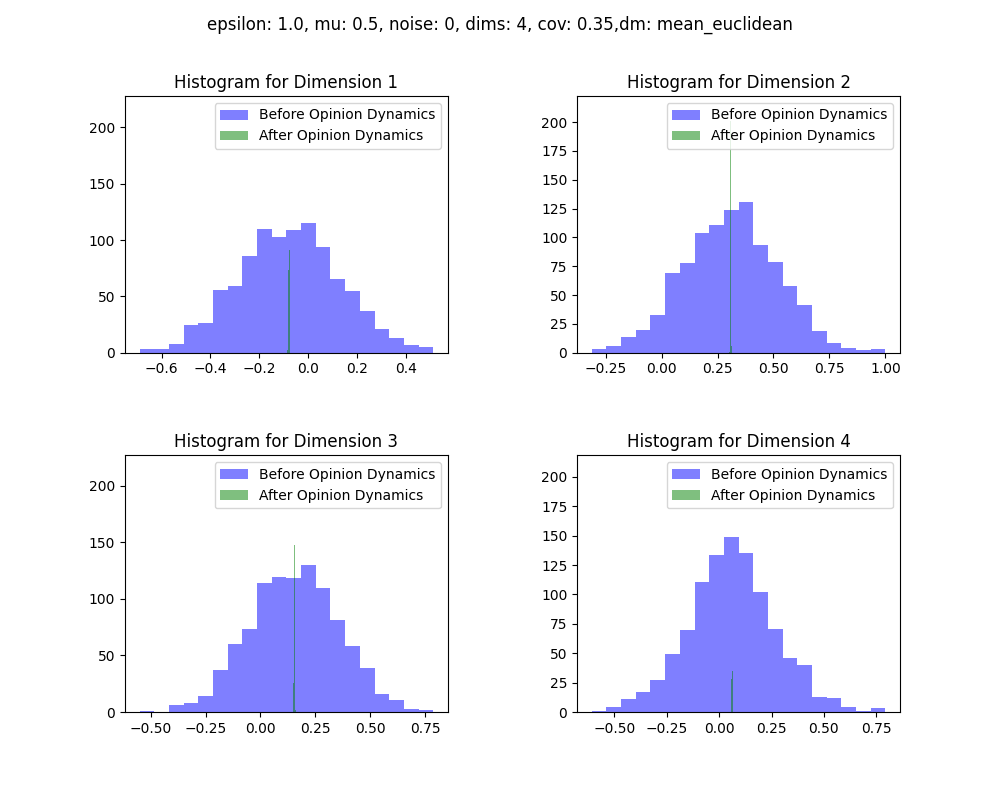 epsilon: 1.0, mu: 0.5, noise: 0, dims: 4, cov: 0.35,dm: mean_euclidean
Histogram for Dimension 1
Before Opinion Dynamics
After Opinion Dynamics
200
150
100
50
0
−0.6 −0.4 −0.2 0.0 0.2 0.4
Histogram for Dimension 2
Before Opinion Dynamics
After Opinion Dynamics
200
175
150
125
100
75
50
25
0
−0.25 0.00 0.25 0.50 0.75 1.00
Histogram for Dimension 3
Before Opinion Dynamics
After Opinion Dynamics
200
150
100
50
0
−0.50 −0.25 0.00 0.25 0.50 0.75
Histogram for Dimension 4
Before Opinion Dynamics
After Opinion Dynamics
200
175
150
125
100
75
50
25
0
−0.50 −0.25 0.00 0.25 0.50 0.75